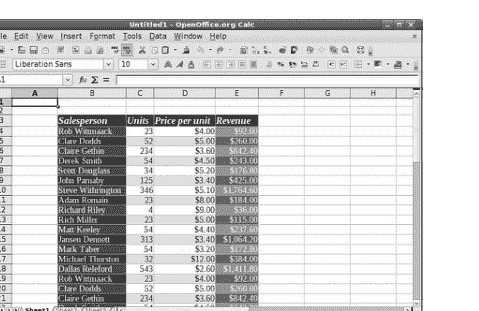 Untitled1 - OpenOffice.org Calc
Edit View Insert Format Tools Data Window Help
Liberation Sans 10
A B C D E F G H
Salesperson Units Price per unit Revenue
Rob Wittmaack 23 $4.00 $92.00
Clare Dodds 52 $5.00 $260.00
Claire Gethin 234 $3.60 $842.40
Derek Smith 54 $4.50 $243.00
Scott Douglass 34 $5.20 $176.80
John Parnaby 125 $3.40 $425.00
Steve Withrington 346 $5.10 $1,764.60
Adam Romain 23 $8.00 $184.00
Richard Riley 4 $9.00 $36.00
Rich Miller 23 $5.00 $115.00
Matt Keeley 54 $4.40 $237.60
Jansen Dennett 313 $3.40 $1,064.20
Mark Taber 54 $3.20 $172.80
Michael Thurston 32 $12.00 $384.00
Dallas Releford 543 $2.60 $1,411.80
Rob Wittmaack 23 $4.00 $92.00
Clare Dodds 52 $5.00 $260.00
Claire Gethin 234 $3.60 $842.40
Sheet1